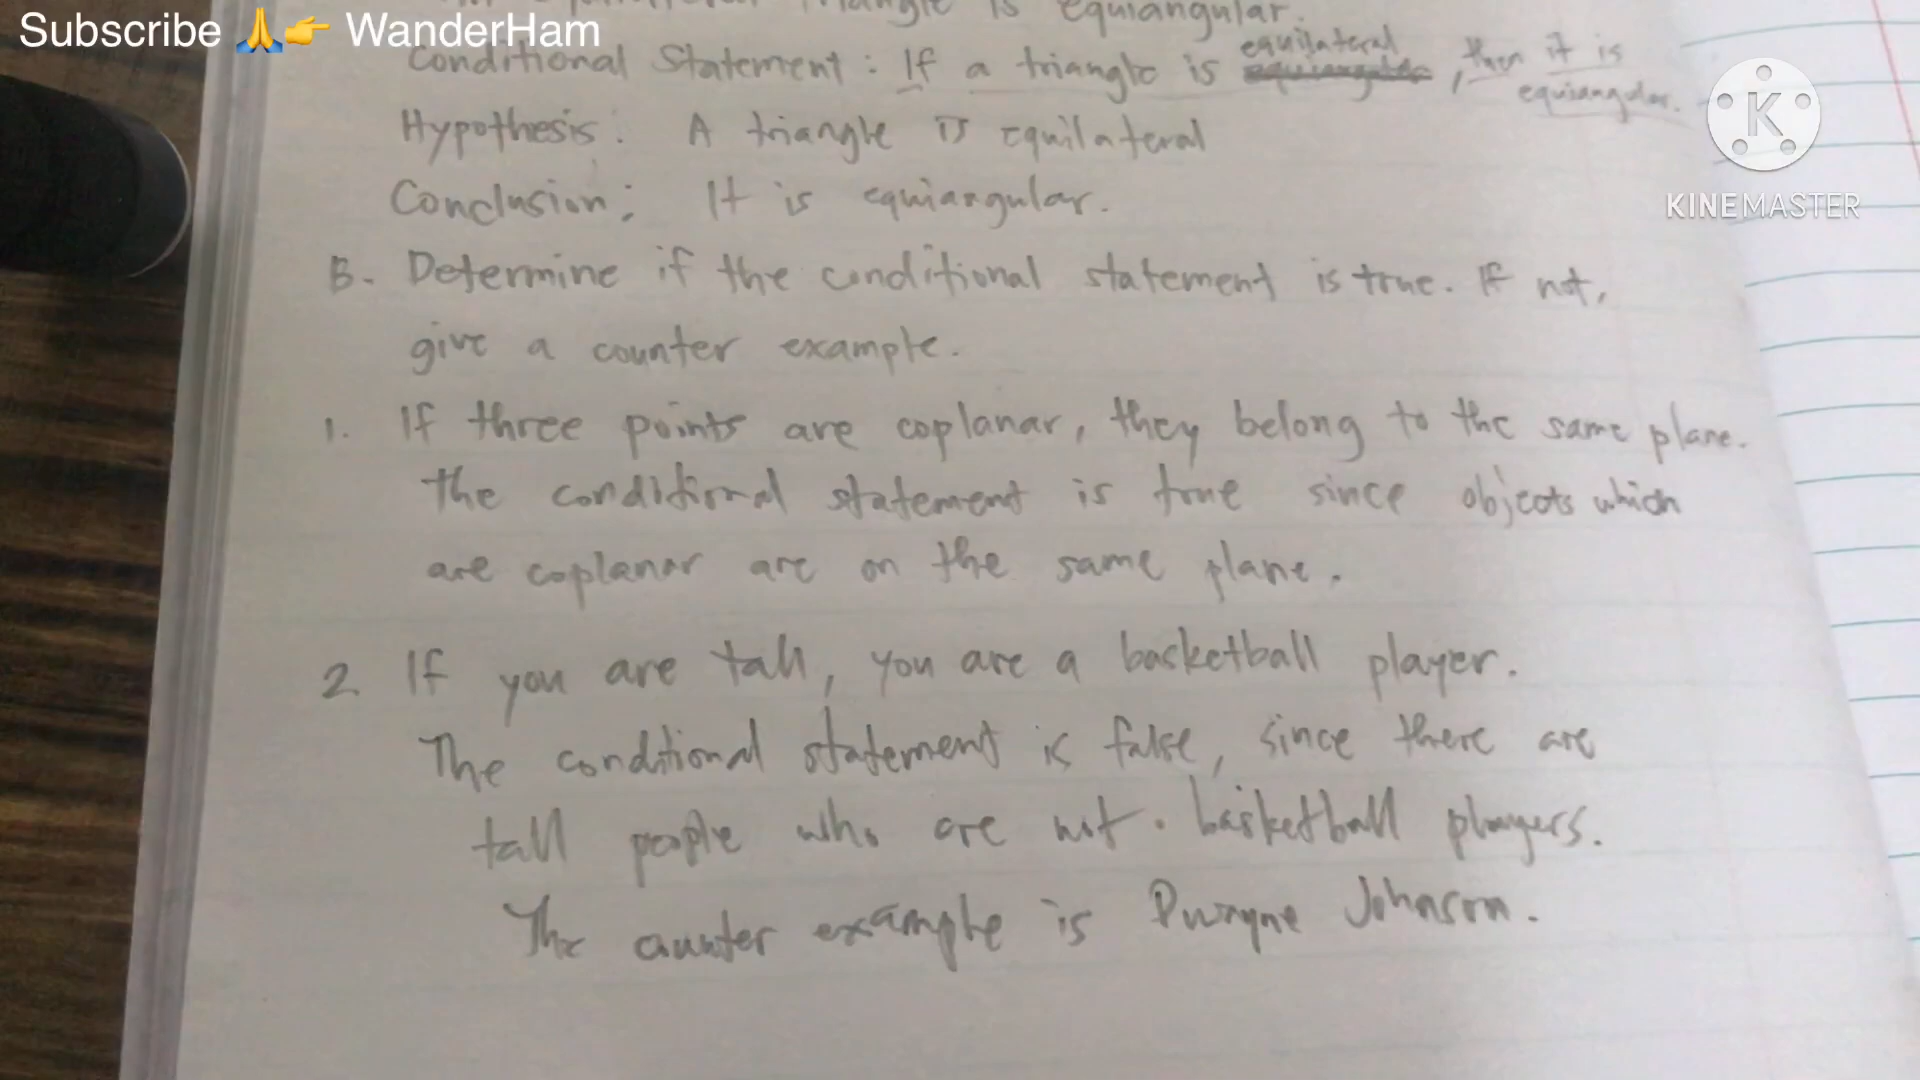 Subscribe 🙏👉 WanderHam
triangle is equiangular.
Conditional Statement : If a triangle is equilateral, then it is equiangular.
KINEMASTER
Hypothesis: A triangle is equilateral
Conclusion: It is equiangular.
B. Determine if the conditional statement is true. If not,
give a counter example.
1. If three points are coplanar, they belong to the same plane.
The conditional statement is true since objects which
are coplanar are on the same plane.
2. If you are tall, you are a basketball player.
The conditional statement is false, since there are
tall people who are not basketball players.
The counter example is Dwayne Johnson.